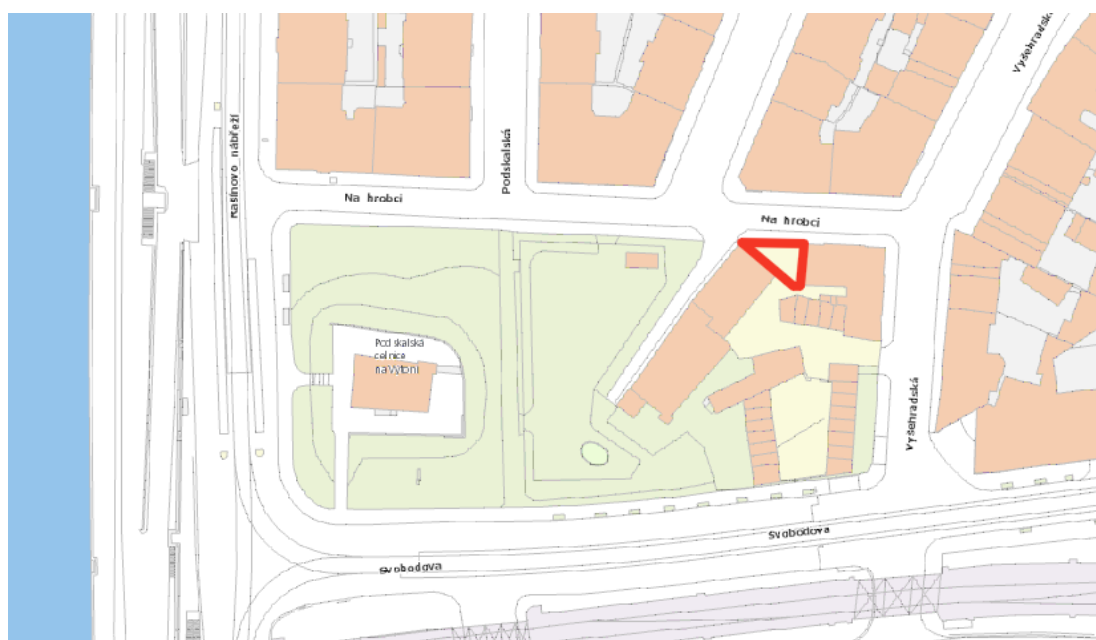 Vyšehradská
Rašínovo nábřeží
Podskalská
Na hrobci
Na hrobci
Podskalská
celnice
na Výtoni
Vyšehradská
Svobodova
Svobodova